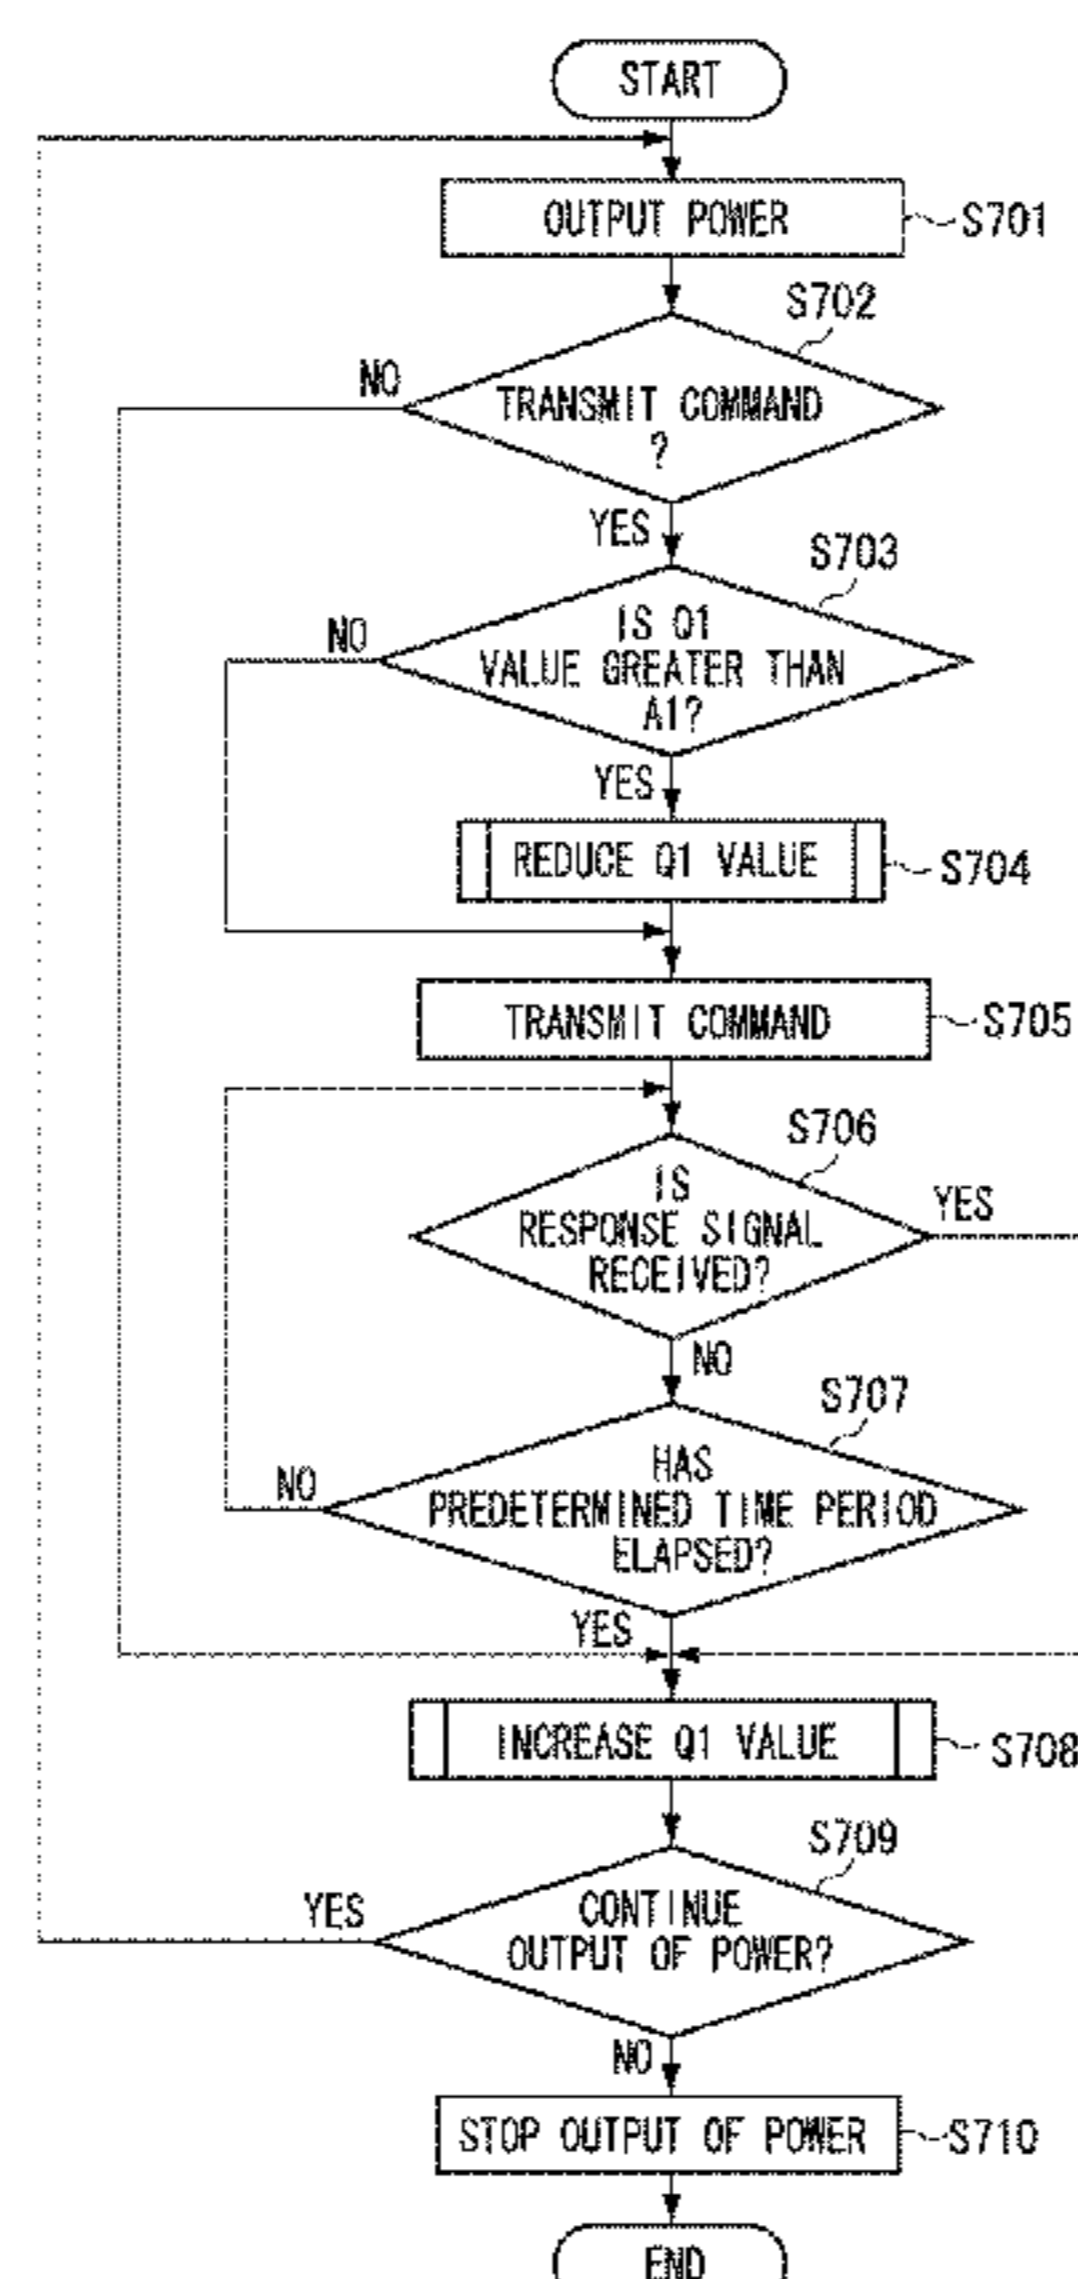 START
OUTPUT POWER
S701
S702
NO
TRANSMIT COMMAND
?
YES
S703
NO
IS Q1
VALUE GREATER THAN
A1?
YES
REDUCE Q1 VALUE
S704
TRANSMIT COMMAND
S705
S706
IS
RESPONSE SIGNAL
RECEIVED?
YES
NO
S707
NO
HAS
PREDETERMINED TIME PERIOD
ELAPSED?
YES
INCREASE Q1 VALUE
S708
S709
YES
CONTINUE
OUTPUT OF POWER?
NO
STOP OUTPUT OF POWER
S710
END